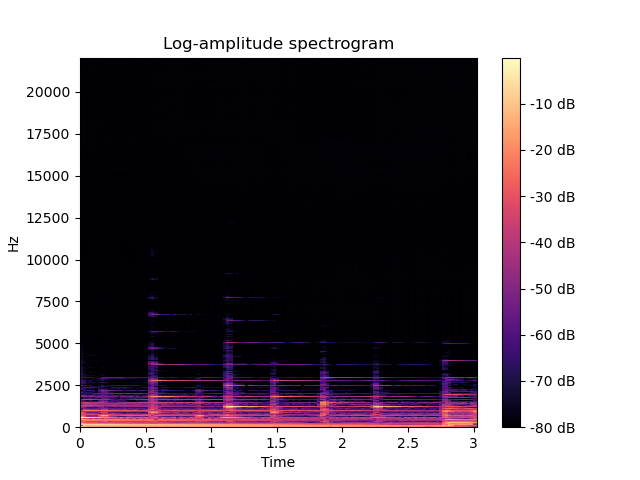 Log-amplitude spectrogram
Hz
20000
17500
15000
12500
10000
7500
5000
2500
0
0 0.5 1 1.5 2 2.5 3
Time
-10 dB
-20 dB
-30 dB
-40 dB
-50 dB
-60 dB
-70 dB
-80 dB